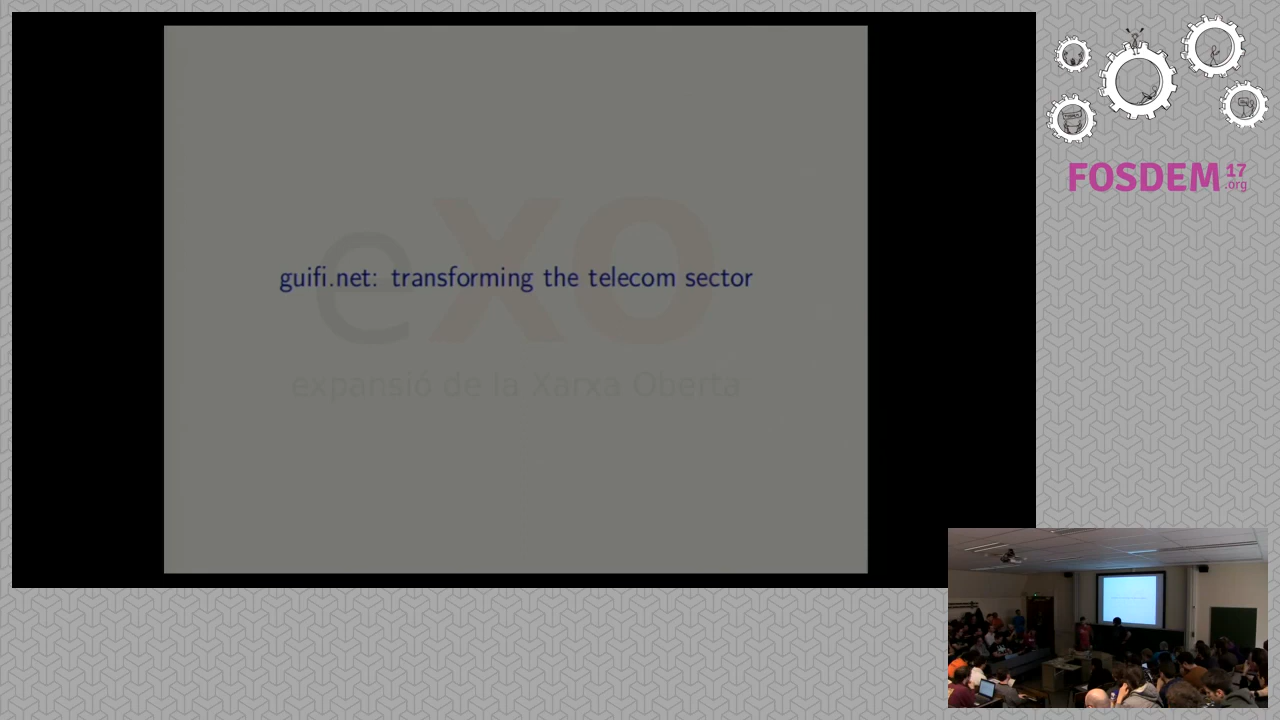 guifi.net: transforming the telecom sector
eXO
expansió de la Xarxa Oberta
FOSDEM 17
.org